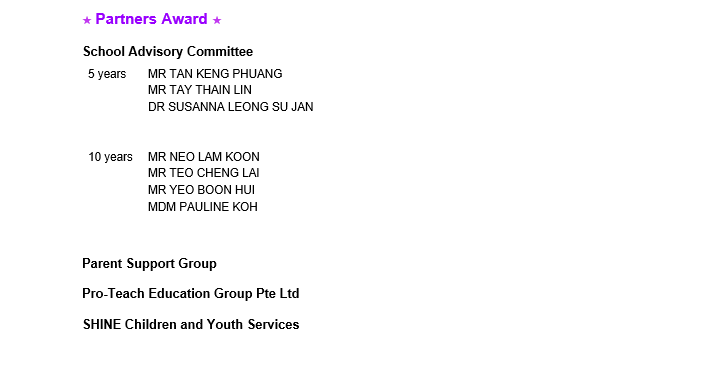 ★ Partners Award ★
School Advisory Committee
5 years MR TAN KENG PHUANG
MR TAY THAIN LIN
DR SUSANNA LEONG SU JAN
10 years MR NEO LAM KOON
MR TEO CHENG LAI
MR YEO BOON HUI
MDM PAULINE KOH
Parent Support Group
Pro-Teach Education Group Pte Ltd
SHINE Children and Youth Services